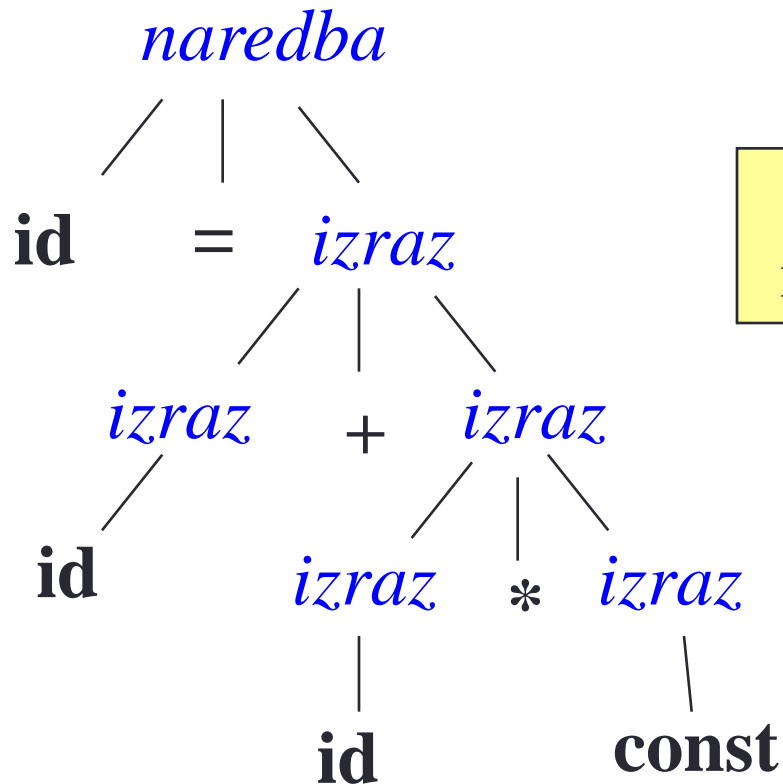 naredba
id = izraz
izraz + izraz
id
izraz * izraz
id const